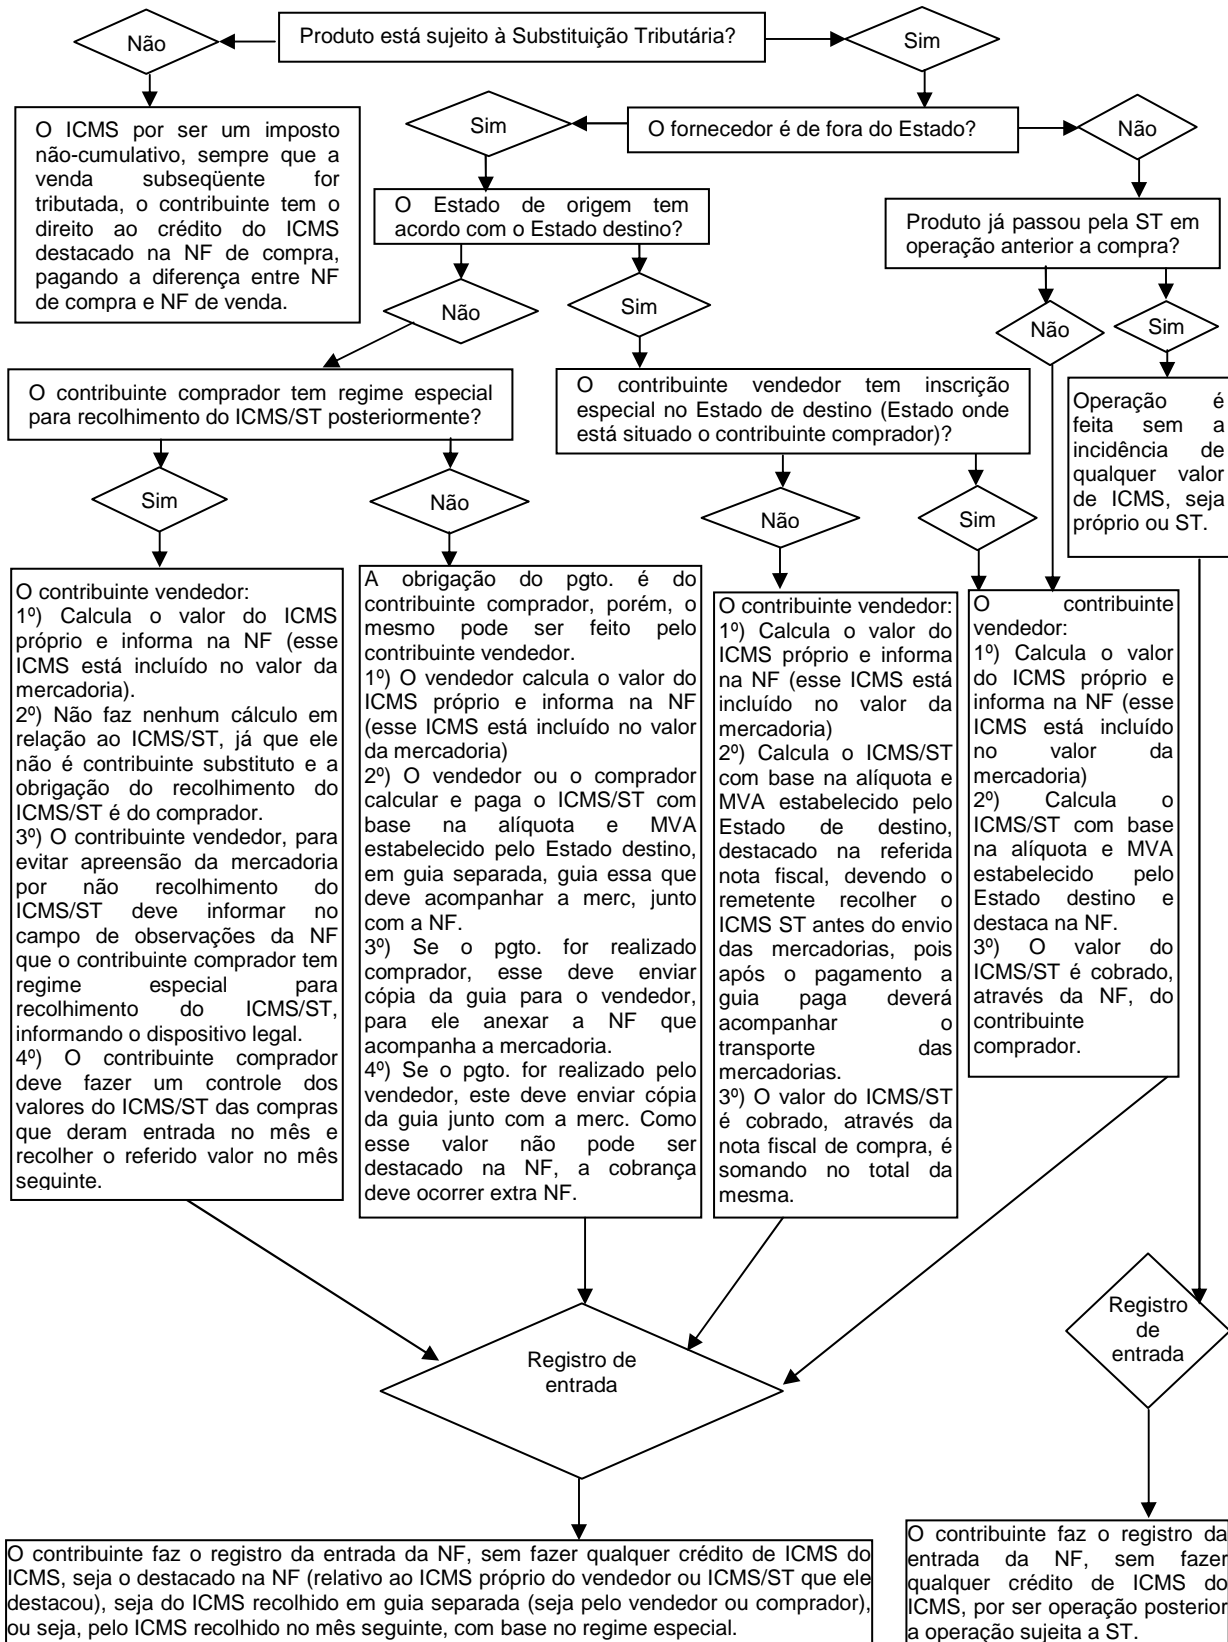 Produto está sujeito à Substituição Tributária?
Não
Sim
O ICMS por ser um imposto
não-cumulativo, sempre que a
venda subseqüente for
tributada, o contribuinte tem o
direito ao crédito do ICMS
destacado na NF de compra,
pagando a diferença entre NF
de compra e NF de venda.
O fornecedor é de fora do Estado?
Sim
Não
O Estado de origem tem
acordo com o Estado destino?
Produto já passou pela ST em
operação anterior a compra?
Não
Sim
Não
Sim
O contribuinte comprador tem regime especial
para recolhimento do ICMS/ST posteriormente?
O contribuinte vendedor tem inscrição
especial no Estado de destino (Estado onde
está situado o contribuinte comprador)?
Operação é
feita sem a
incidência de
qualquer valor
de ICMS, seja
próprio ou ST.
Sim
Não
Não
Sim
O contribuinte vendedor:
1º) Calcula o valor do ICMS
próprio e informa na NF (esse
ICMS está incluído no valor da
mercadoria).
2º) Não faz nenhum cálculo em
relação ao ICMS/ST, já que ele
não é contribuinte substituto e a
obrigação do recolhimento do
ICMS/ST é do comprador.
3º) O contribuinte vendedor, para
evitar apreensão da mercadoria
por não recolhimento do
ICMS/ST deve informar no
campo de observações da NF
que o contribuinte comprador tem
regime especial para
recolhimento do ICMS/ST,
informando o dispositivo legal.
4º) O contribuinte comprador
deve fazer um controle dos
valores do ICMS/ST das compras
que deram entrada no mês e
recolher o referido valor no mês
seguinte.
A obrigação do pgto. é do
contribuinte comprador, porém, o
mesmo pode ser feito pelo
contribuinte vendedor.
1º) O vendedor calcula o valor do
ICMS próprio e informa na NF
(esse ICMS está incluído no valor
da mercadoria)
2º) O vendedor ou o comprador
calcular e paga o ICMS/ST com
base na alíquota e MVA
estabelecido pelo Estado destino,
em guia separada, guia essa que
deve acompanhar a merc, junto
com a NF.
3º) Se o pgto. for realizado
comprador, esse deve enviar
cópia da guia para o vendedor,
para ele anexar a NF que
acompanha a mercadoria.
4º) Se o pgto. for realizado pelo
vendedor, este deve enviar cópia
da guia junto com a merc. Como
esse valor não pode ser
destacado na NF, a cobrança
deve ocorrer extra NF.
O contribuinte vendedor:
1º) Calcula o valor do
ICMS próprio e informa
na NF (esse ICMS está
incluído no valor da
mercadoria)
2º) Calcula o ICMS/ST
com base na alíquota e
MVA estabelecido pelo
Estado de destino,
destacado na referida
nota fiscal, devendo o
remetente recolher o
ICMS ST antes do envio
das mercadorias, pois
após o pagamento a
guia paga deverá
acompanhar o
transporte das
mercadorias.
3º) O valor do ICMS/ST
é cobrado, através da
nota fiscal de compra, é
somando no total da
mesma.
O contribuinte
vendedor:
1º) Calcula o valor
do ICMS próprio e
informa na NF (esse
ICMS está incluído
no valor da
mercadoria)
2º) Calcula o
ICMS/ST com base
na alíquota e MVA
estabelecido pelo
Estado destino e
destaca na NF.
3º) O valor do
ICMS/ST é cobrado,
através da NF, do
contribuinte
comprador.
Registro de
entrada
Registro
de
entrada
O contribuinte faz o registro da entrada da NF, sem fazer qualquer crédito de ICMS do
ICMS, seja o destacado na NF (relativo ao ICMS próprio do vendedor ou ICMS/ST que ele
destacou), seja do ICMS recolhido em guia separada (seja pelo vendedor ou comprador),
ou seja, pelo ICMS recolhido no mês seguinte, com base no regime especial.
O contribuinte faz o registro da
entrada da NF, sem fazer
qualquer crédito de ICMS do
ICMS, por ser operação posterior
a operação sujeita a ST.